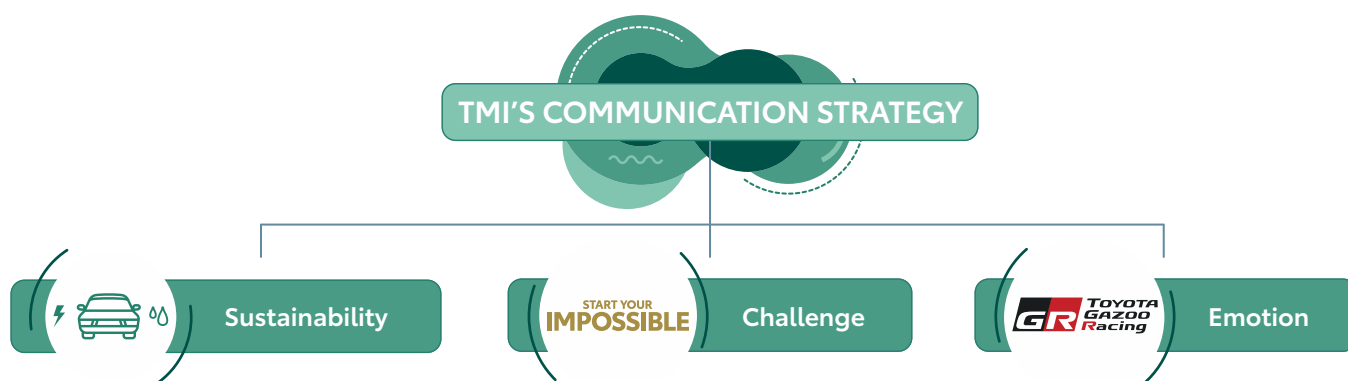 TMI'S COMMUNICATION STRATEGY
Sustainability
START YOUR
IMPOSSIBLE
Challenge
GR
TOYOTA
GAZOO
Racing
Emotion